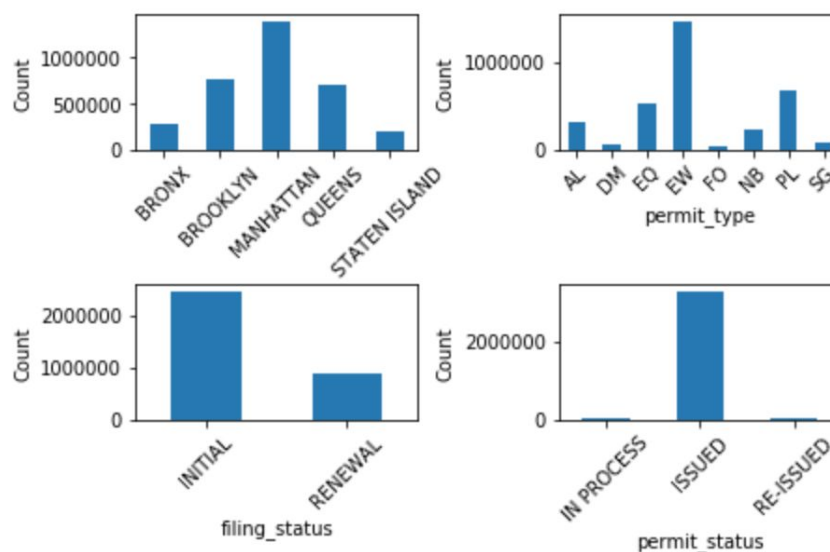 Count
1000000
500000
0
BRONX
BROOKLYN
MANHATTAN
QUEENS
STATEN ISLAND
Count
1000000
0
AL
DM
EQ
EW
FO
NB
PL
SG
permit_type
Count
2000000
1000000
0
INITIAL
RENEWAL
filing_status
Count
2000000
0
IN PROCESS
ISSUED
RE-ISSUED
permit_status